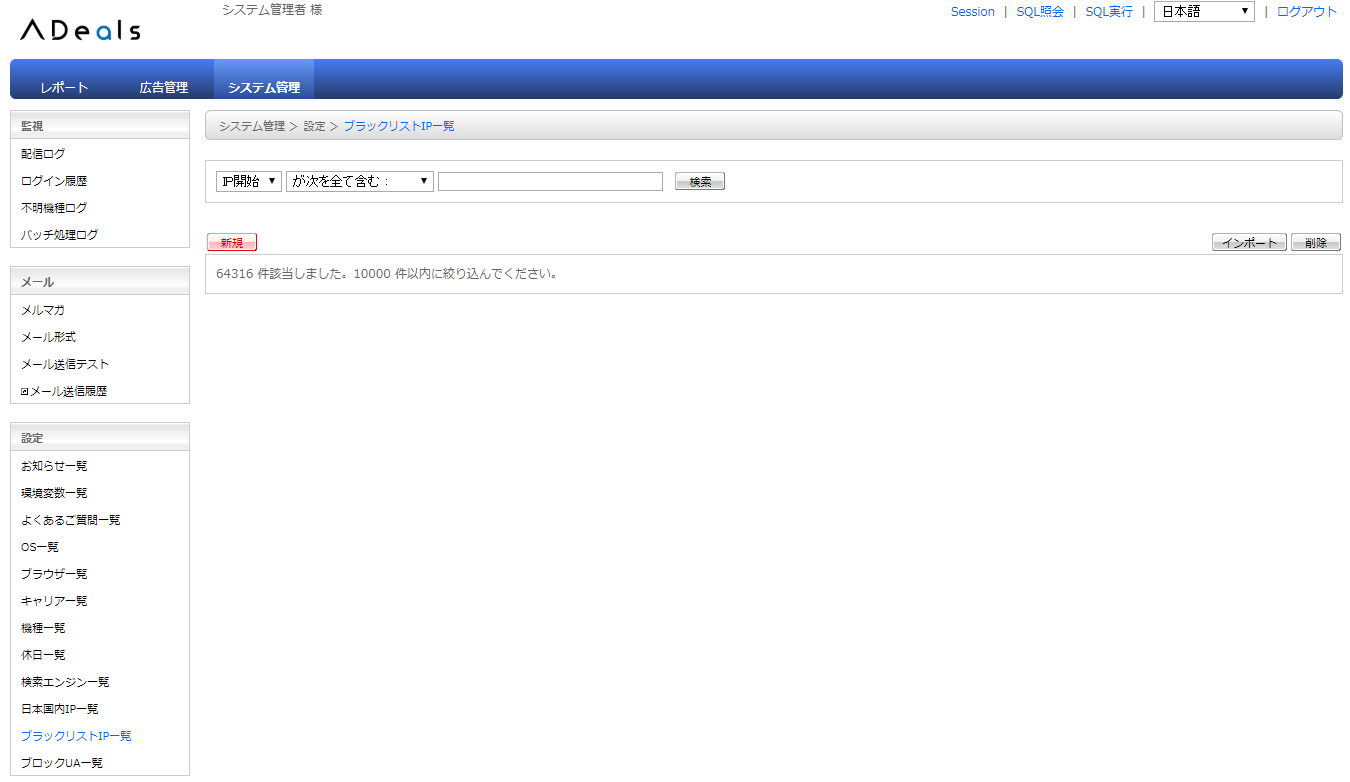 ADeals
システム管理者 様
Session | SQL照会 | SQL実行 | 日本語 ▼ | ログアウト
レポート 広告管理 システム管理
監視
配信ログ
ログイン履歴
不明機種ログ
バッチ処理ログ
メール
メルマガ
メール形式
メール送信テスト
メール送信履歴
設定
お知らせ一覧
環境変数一覧
よくあるご質問一覧
OS一覧
ブラウザ一覧
キャリア一覧
機種一覧
休日一覧
検索エンジン一覧
日本国内IP一覧
ブラックリストIP一覧
ブロックUA一覧
システム管理 > 設定 > ブラックリストIP一覧
IP開始 ▼ が次を全て含む： ▼ 検索
新規 インポート 削除
64316 件該当しました。10000 件以内に絞り込んでください。